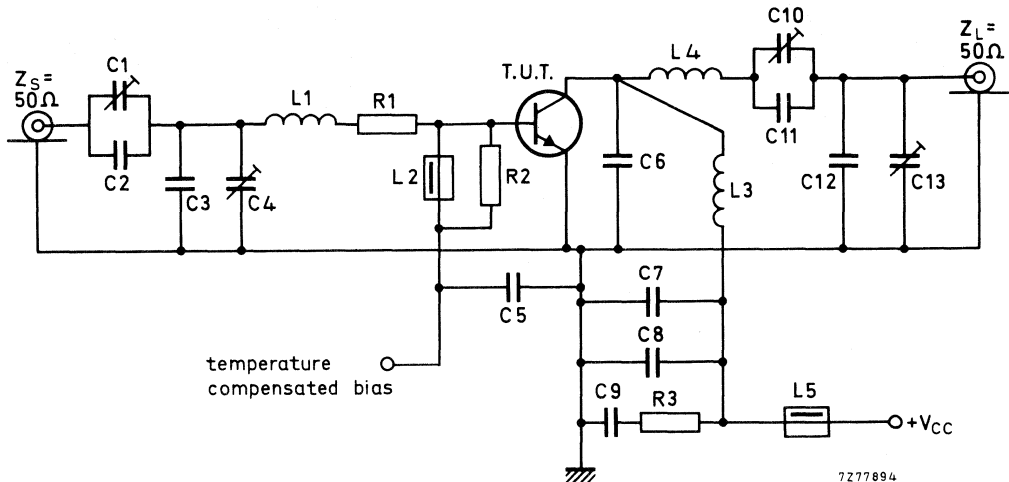 ZS=
50Ω
C1
C2
C3
C4
L1
R1
L2
R2
T.U.T.
L4
C10
C11
ZL=
50Ω
C6
L3
C12
C13
C5
C7
C8
C9
R3
L5
+VCC
temperature
compensated bias
7Z77894